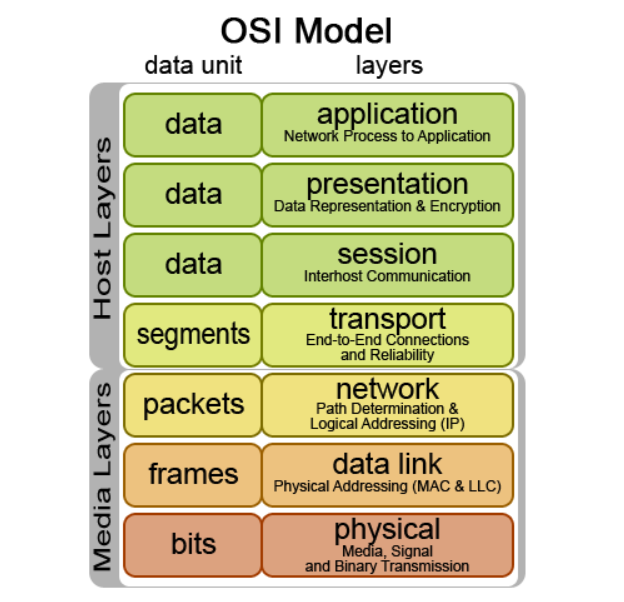 OSI Model
data unit
layers
Host Layers
data
application
Network Process to Application
data
presentation
Data Representation & Encryption
data
session
Interhost Communication
segments
transport
End-to-End Connections
and Reliability
Media Layers
packets
network
Path Determination &
Logical Addressing (IP)
frames
data link
Physical Addressing (MAC & LLC)
bits
physical
Media, Signal
and Binary Transmission